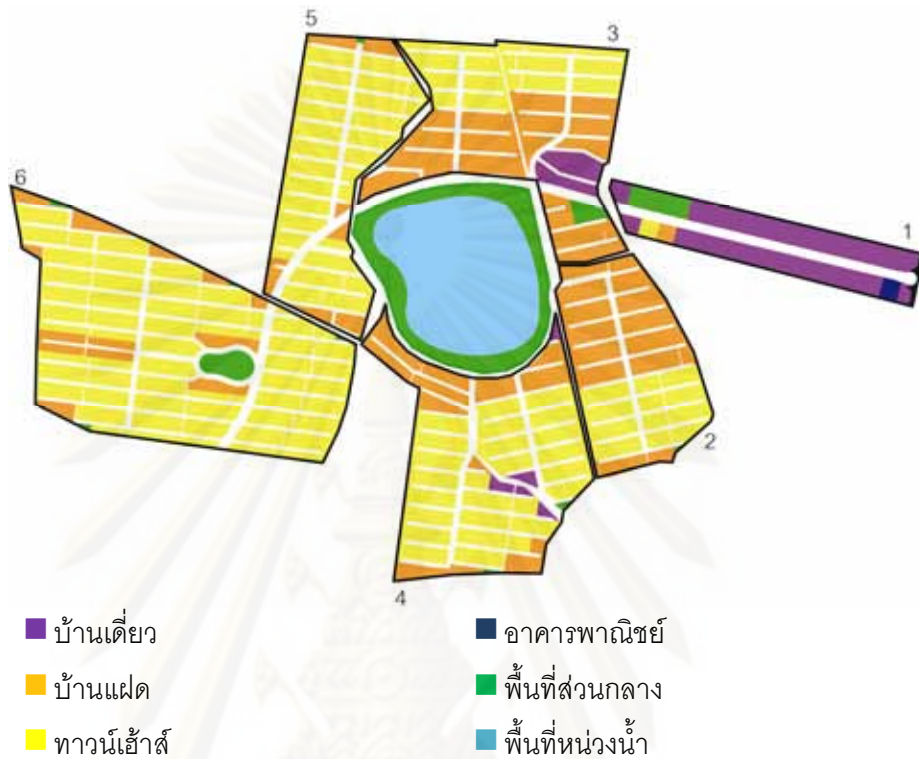 5
3
6
1
2
4
บ้านเดี่ยว
อาคารพาณิชย์
บ้านแฝด
พื้นที่ส่วนกลาง
ทาวน์เฮ้าส์
พื้นที่หน่วงน้ำ